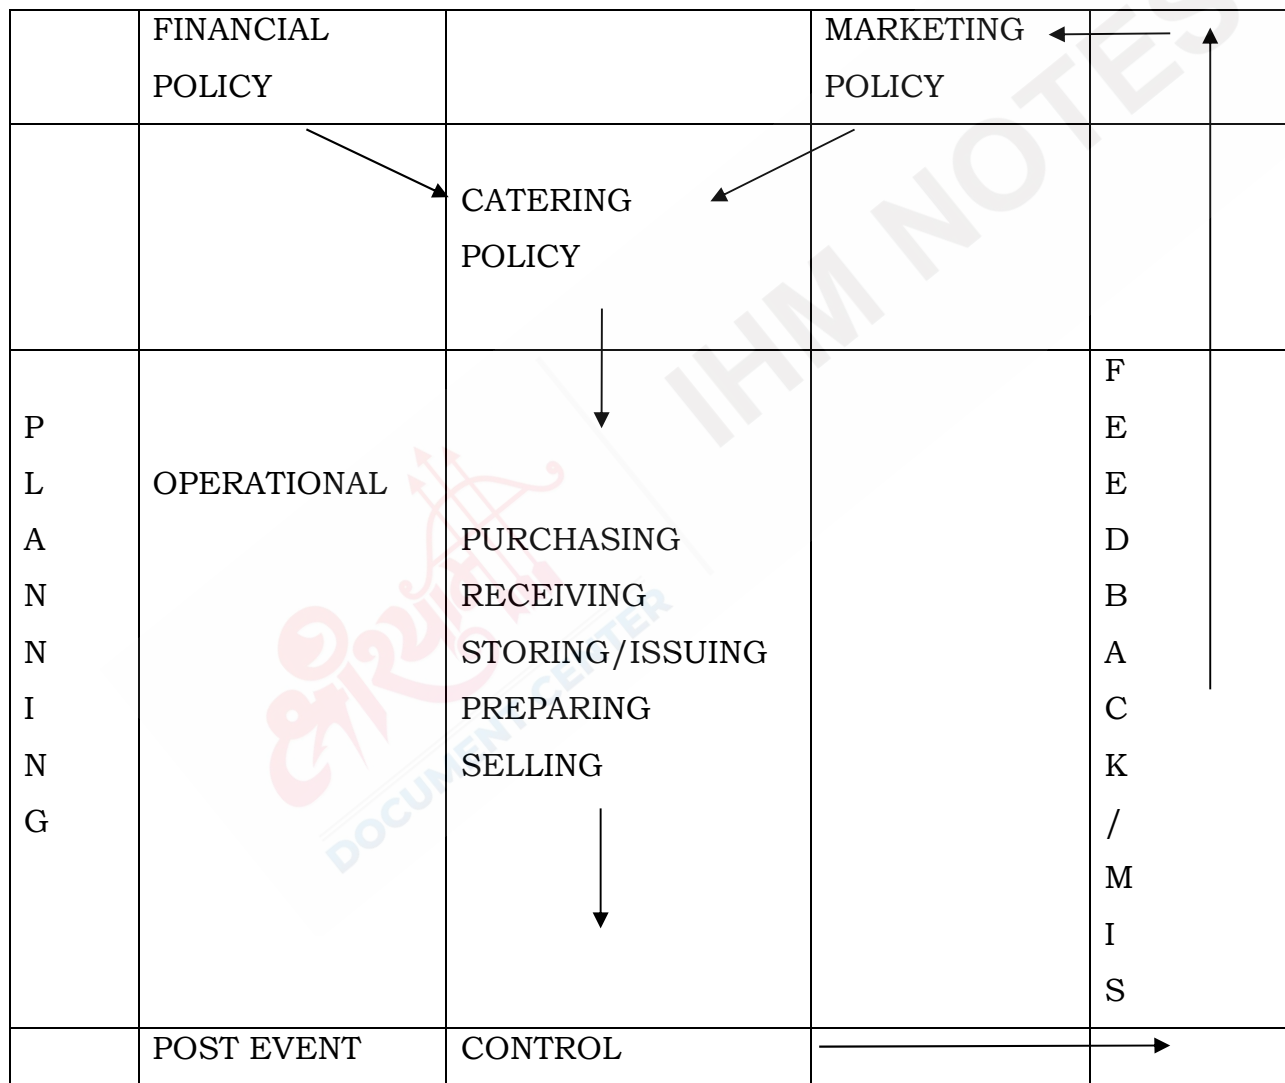 FINANCIAL
POLICY
MARKETING
POLICY
CATERING
POLICY
P
L
A
N
N
I
N
G
OPERATIONAL
PURCHASING
RECEIVING
STORING/ISSUING
PREPARING
SELLING
F
E
E
D
B
A
C
K
/
M
I
S
POST EVENT
CONTROL
IHM NOTES
DOCUMENT CENTER